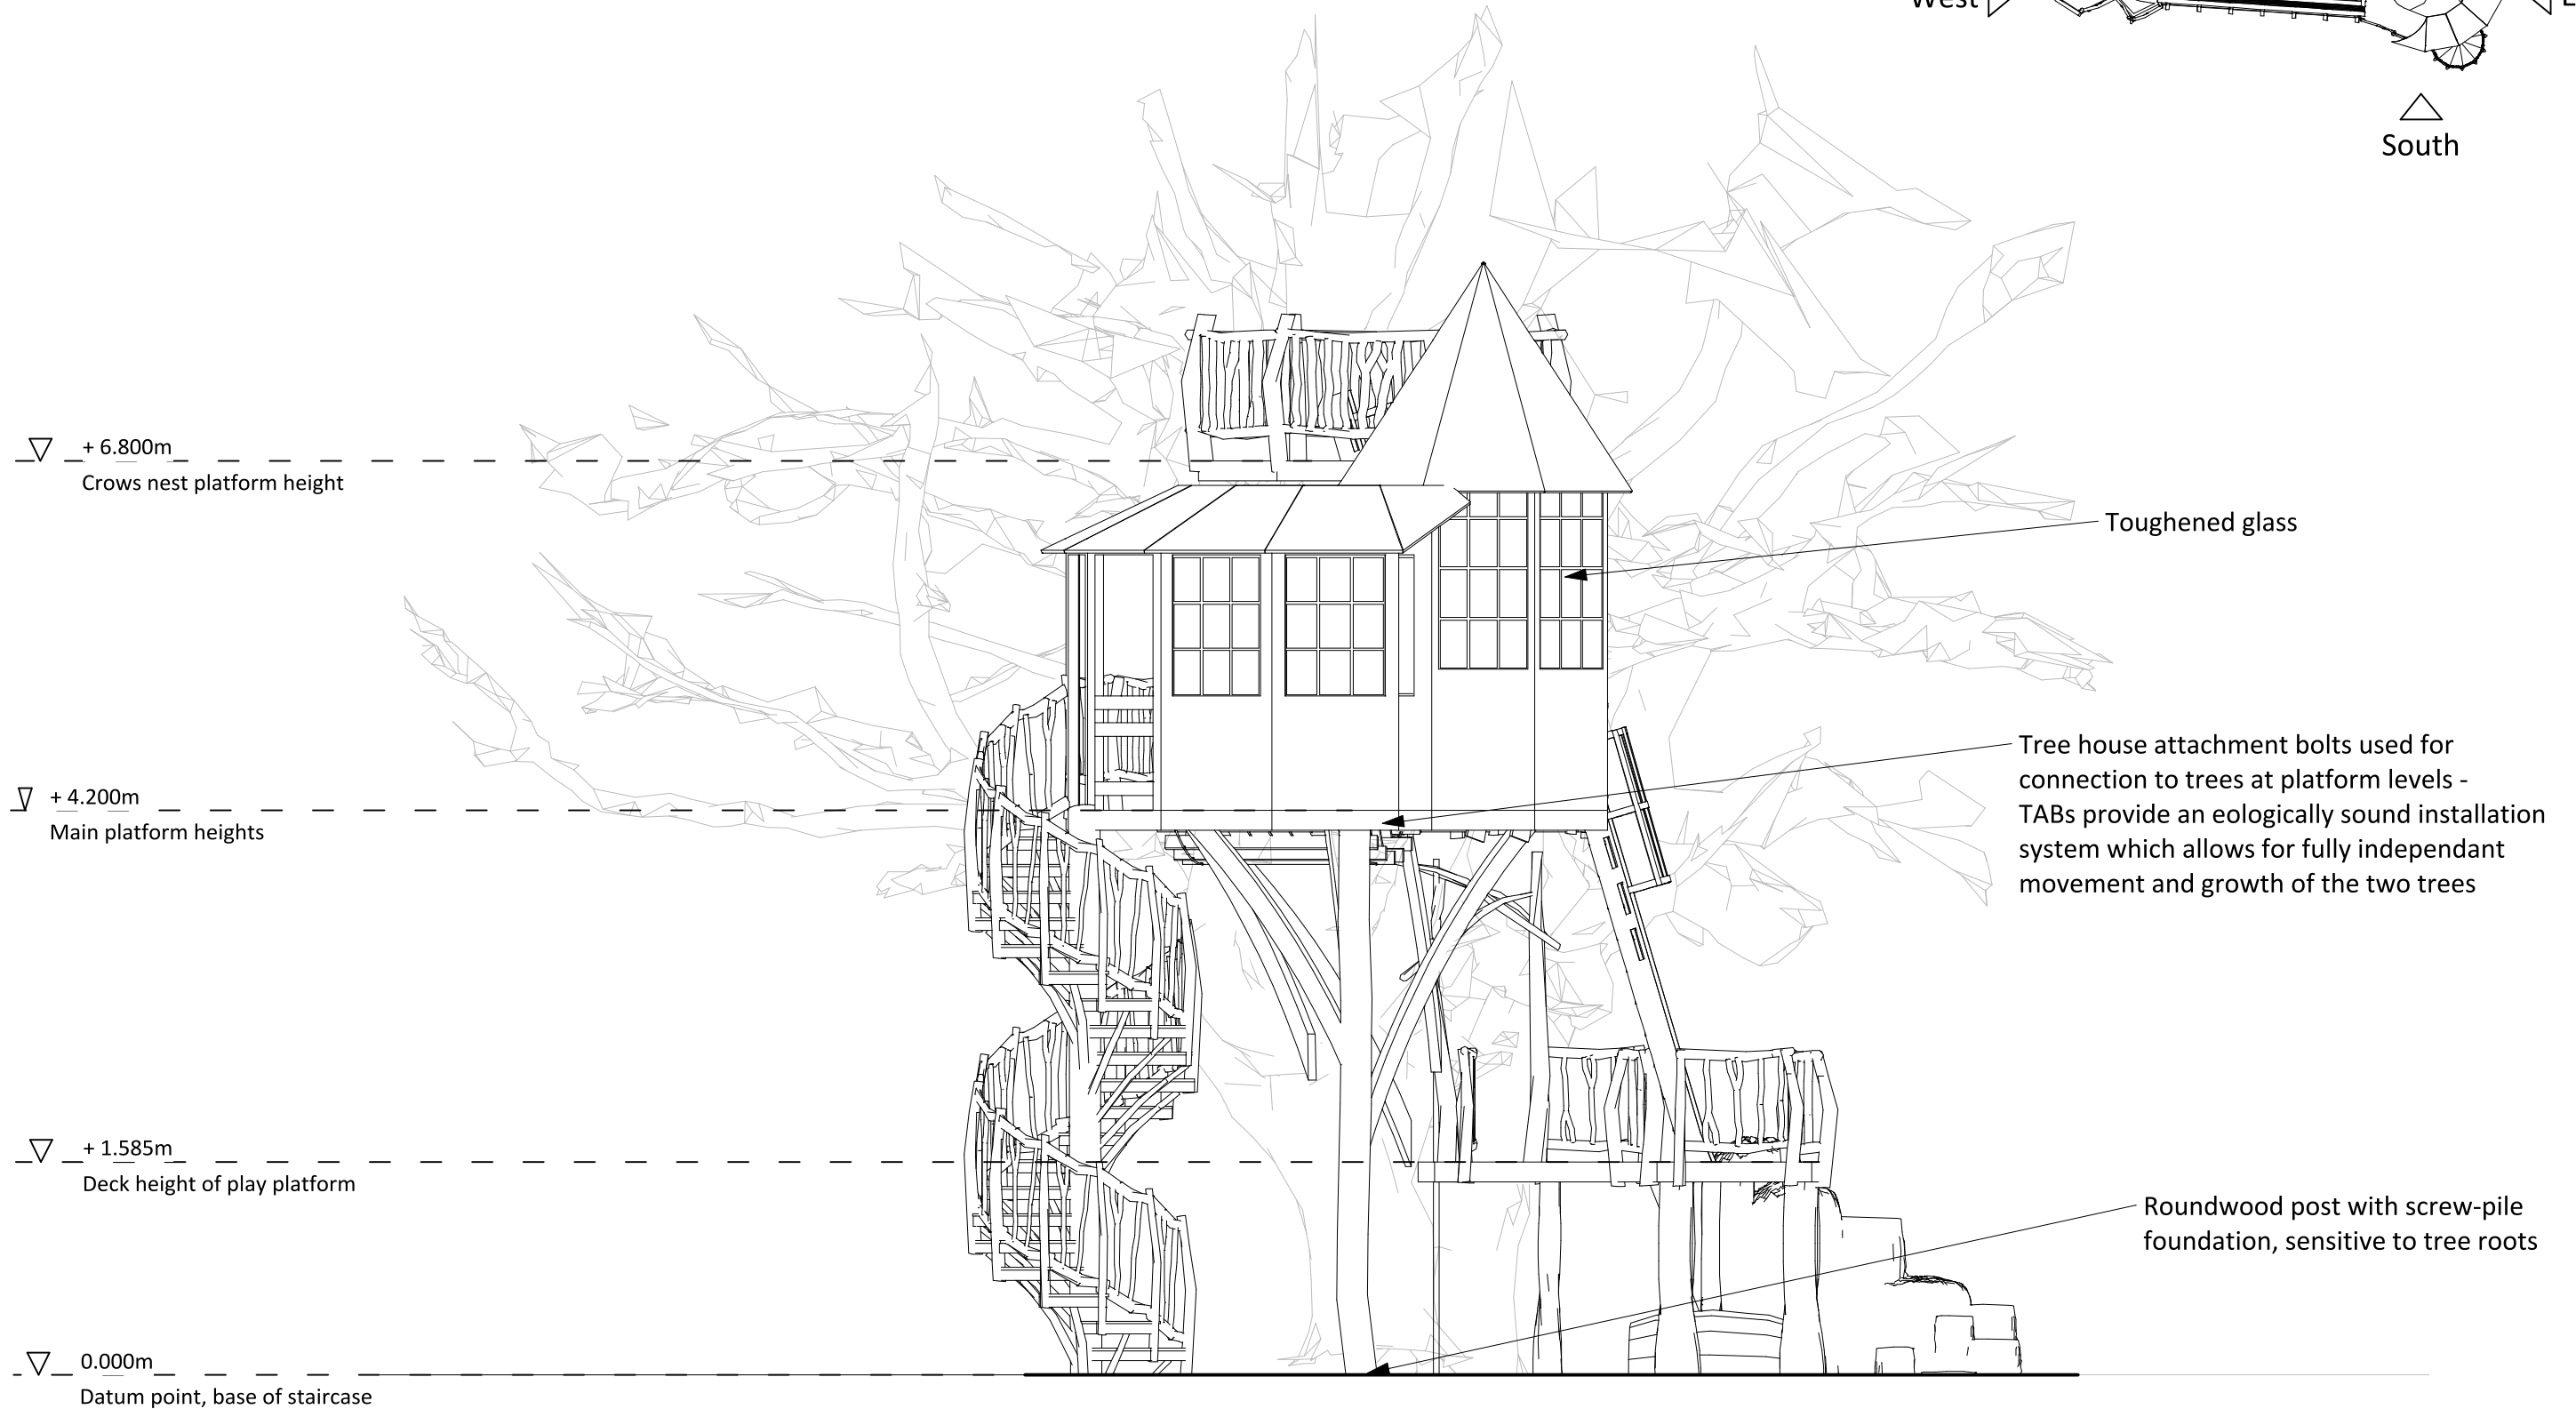 West
South
+ 6.800m
Crows nest platform height
Toughened glass
+ 4.200m
Main platform heights
Tree house attachment bolts used for
connection to trees at platform levels -
TABs provide an eologically sound installation
system which allows for fully independant
movement and growth of the two trees
+ 1.585m
Deck height of play platform
Roundwood post with screw-pile
foundation, sensitive to tree roots
0.000m
Datum point, base of staircase